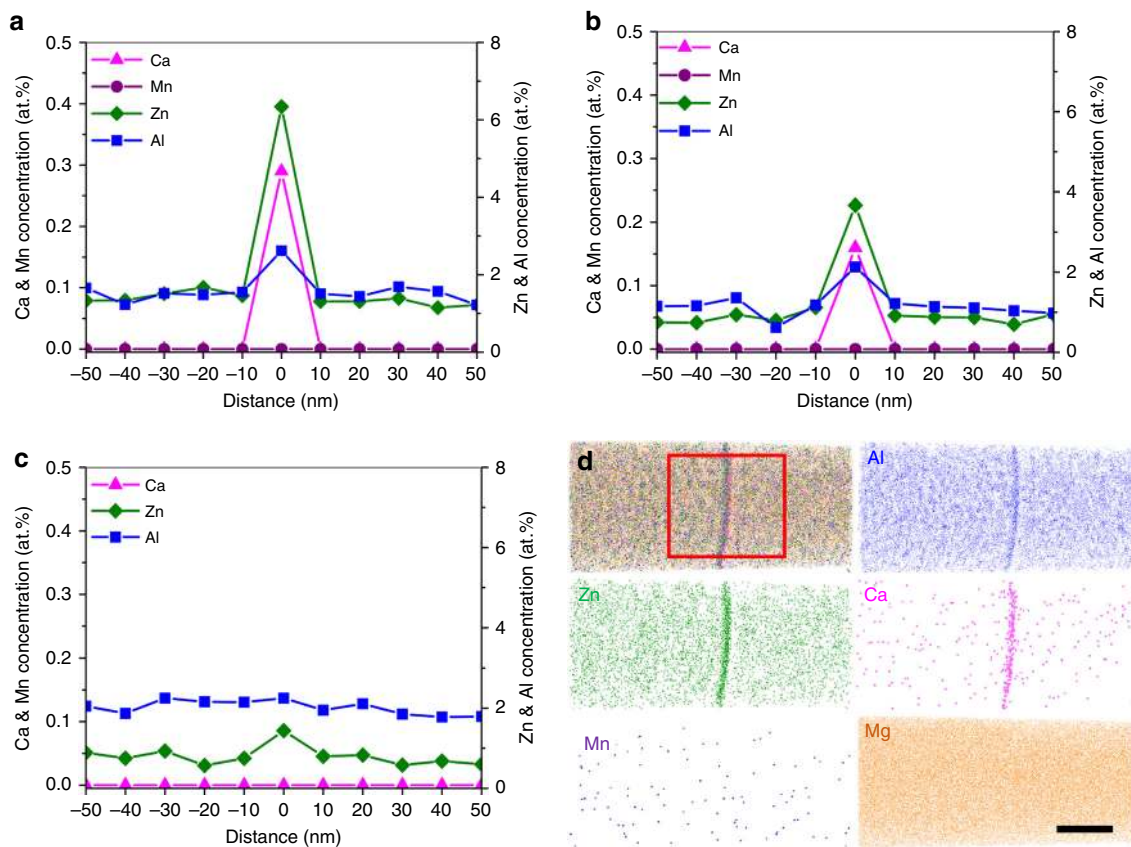 a
0.5
0.4
0.3
0.2
0.1
0.0
8
6
4
2
0
Ca
Mn
Zn
Al
–50 –40 –30 –20 –10 0 10 20 30 40 50
Distance (nm)
Ca & Mn concentration (at.%)
Zn & Al concentration (at.%)
b
0.5
0.4
0.3
0.2
0.1
0.0
8
6
4
2
0
Ca
Mn
Zn
Al
–50 –40 –30 –20 –10 0 10 20 30 40 50
Distance (nm)
Ca & Mn concentration (at.%)
Zn & Al concentration (at.%)
c
0.5
0.4
0.3
0.2
0.1
0.0
8
6
4
2
0
Ca
Zn
Al
–50 –40 –30 –20 –10 0 10 20 30 40 50
Distance (nm)
Ca & Mn concentration (at.%)
Zn & Al concentration (at.%)
d
Al
Zn
Ca
Mn
Mg